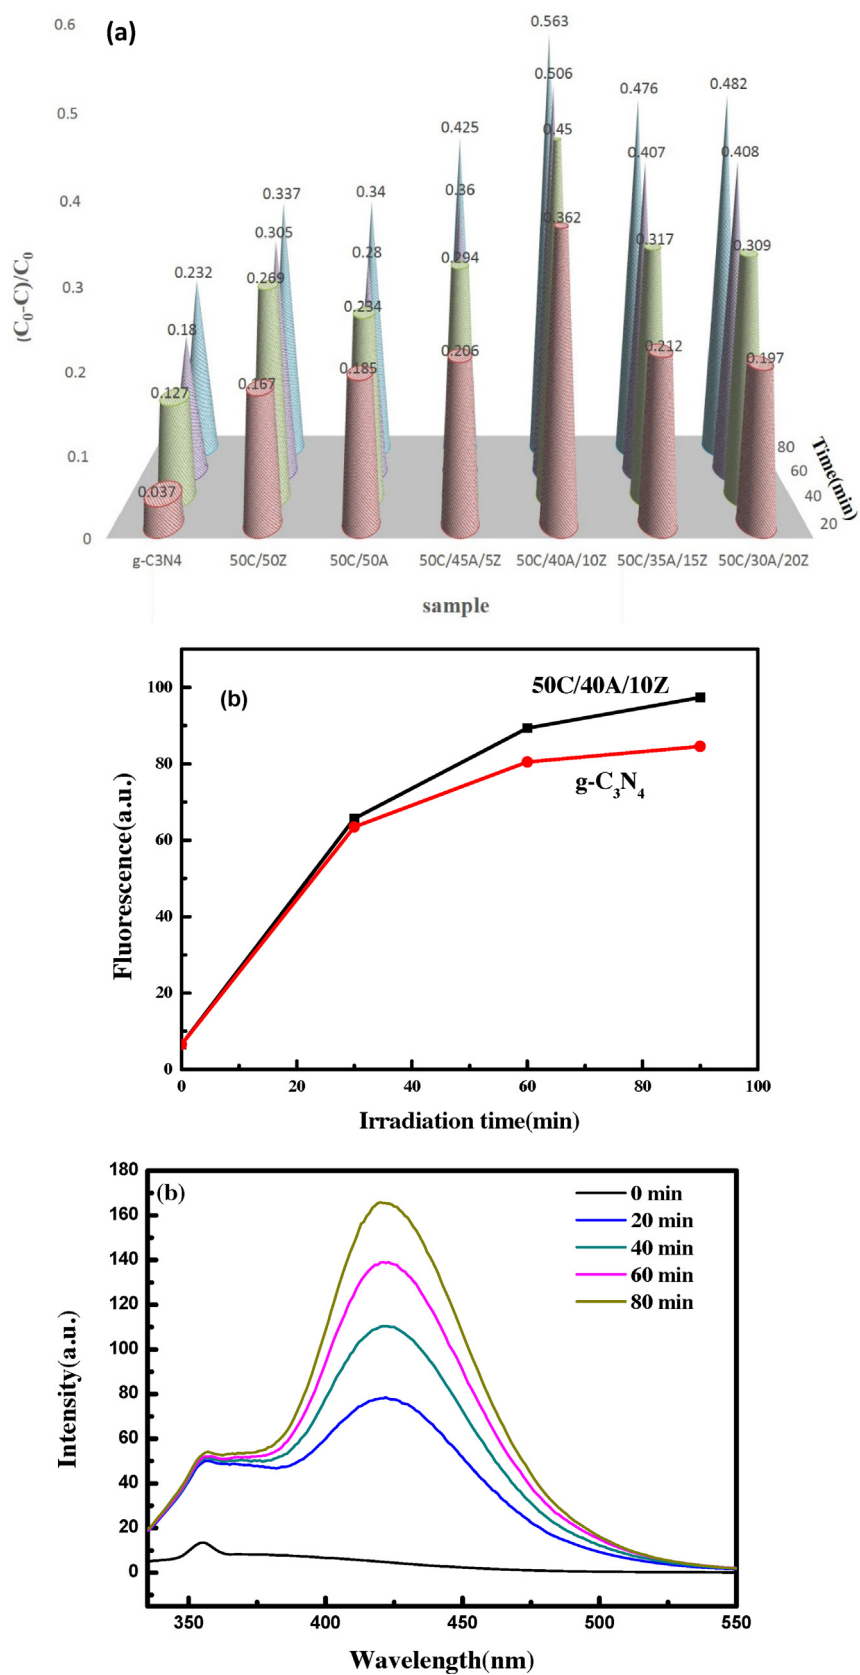 (a)
0.6
0.5
0.4
0.3
0.2
0.1
0
(C₀-C)/C₀
0.563
0.506
0.45
0.362
0.476
0.407
0.317
0.212
0.482
0.408
0.309
0.197
0.425
0.36
0.294
0.206
0.337
0.305
0.269
0.167
0.34
0.28
0.234
0.185
0.232
0.18
0.127
0.037
80
60
40
20
Time(min)
g-C3N4 50C/50Z 50C/50A 50C/45A/5Z 50C/40A/10Z 50C/35A/15Z 50C/30A/20Z
sample
(b)
50C/40A/10Z
g-C₃N₄
100
80
60
40
20
0
Fluorescence(a.u.)
0 20 40 60 80 100
Irradiation time(min)
(b)
180
160
140
120
100
80
60
40
20
0
Intensity(a.u.)
0 min
20 min
40 min
60 min
80 min
350 400 450 500 550
Wavelength(nm)